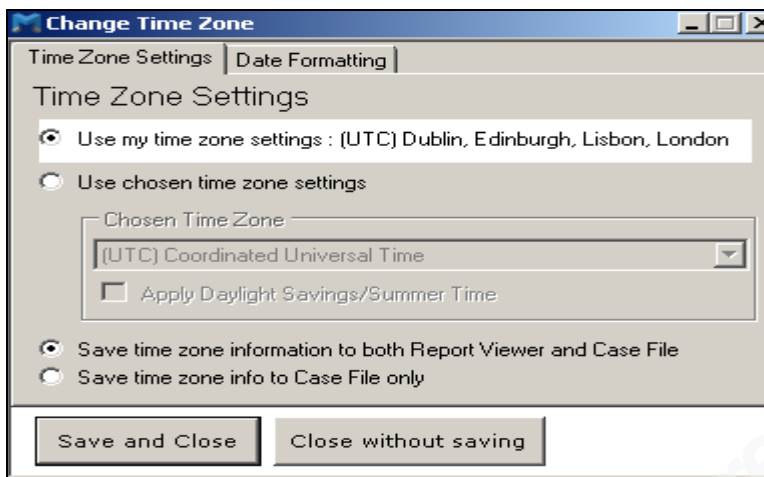 Change Time Zone
Time Zone Settings Date Formatting
Time Zone Settings
Use my time zone settings : (UTC) Dublin, Edinburgh, Lisbon, London
Use chosen time zone settings
Chosen Time Zone
(UTC) Coordinated Universal Time
Apply Daylight Savings/Summer Time
Save time zone information to both Report Viewer and Case File
Save time zone info to Case File only
Save and Close Close without saving